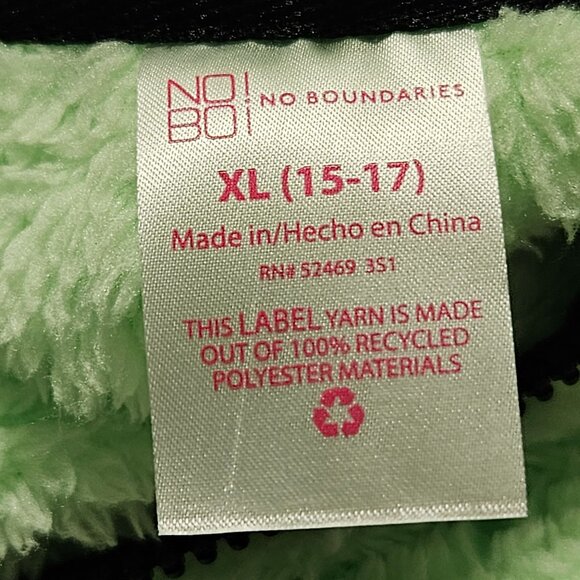 NO!
BO! NO BOUNDARIES
XL (15-17)
Made in/Hecho en China
RN# 52469 351
THIS LABEL YARN IS MADE
OUT OF 100% RECYCLED
POLYESTER MATERIALS